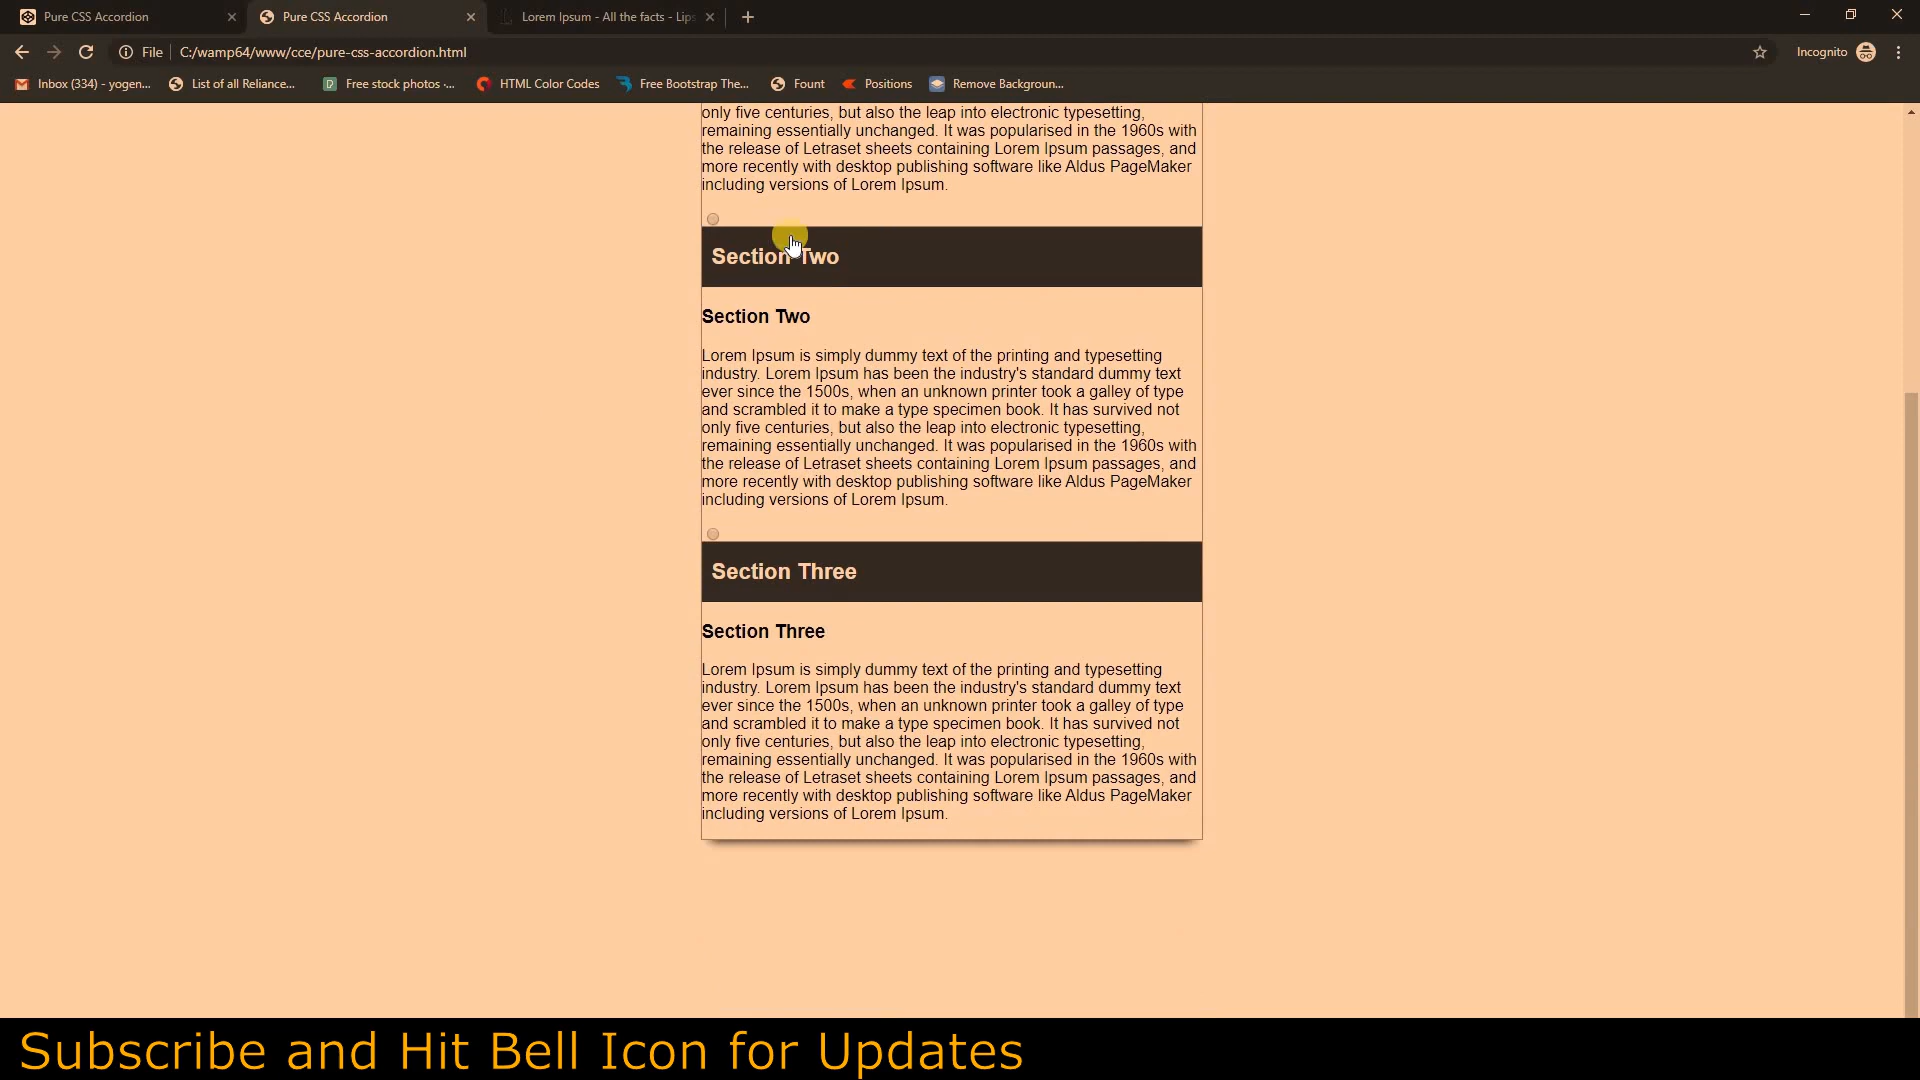 Pure CSS Accordion
Pure CSS Accordion
Lorem Ipsum - All the facts - Lips
File
C:/wamp64/www/cce/pure-css-accordion.html
Incognito
Inbox (334) - yogen...
List of all Reliance...
Free stock photos ·...
HTML Color Codes
Free Bootstrap The...
Fount
Positions
Remove Backgroun...
only five centuries, but also the leap into electronic typesetting,
remaining essentially unchanged. It was popularised in the 1960s with
the release of Letraset sheets containing Lorem Ipsum passages, and
more recently with desktop publishing software like Aldus PageMaker
including versions of Lorem Ipsum.
Section Two
Section Two
Lorem Ipsum is simply dummy text of the printing and typesetting
industry. Lorem Ipsum has been the industry's standard dummy text
ever since the 1500s, when an unknown printer took a galley of type
and scrambled it to make a type specimen book. It has survived not
only five centuries, but also the leap into electronic typesetting,
remaining essentially unchanged. It was popularised in the 1960s with
the release of Letraset sheets containing Lorem Ipsum passages, and
more recently with desktop publishing software like Aldus PageMaker
including versions of Lorem Ipsum.
Section Three
Section Three
Lorem Ipsum is simply dummy text of the printing and typesetting
industry. Lorem Ipsum has been the industry's standard dummy text
ever since the 1500s, when an unknown printer took a galley of type
and scrambled it to make a type specimen book. It has survived not
only five centuries, but also the leap into electronic typesetting,
remaining essentially unchanged. It was popularised in the 1960s with
the release of Letraset sheets containing Lorem Ipsum passages, and
more recently with desktop publishing software like Aldus PageMaker
including versions of Lorem Ipsum.
Subscribe and Hit Bell Icon for Updates